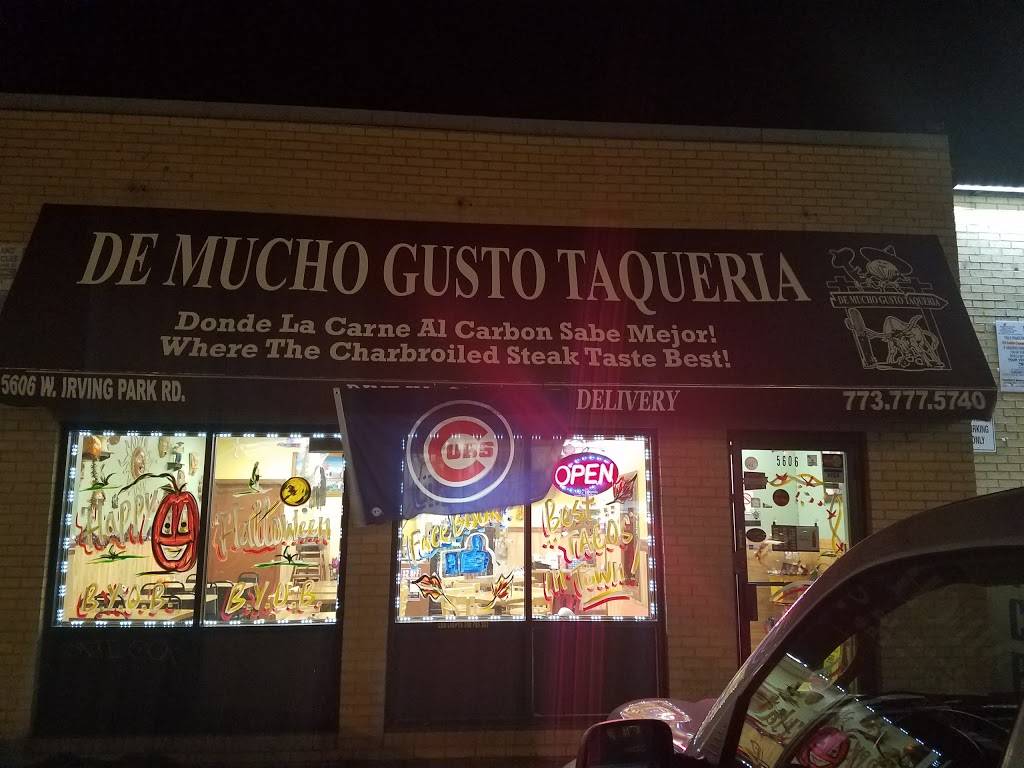 DE MUCHO GUSTO TAQUERIA
DE MUCHO GUSTO TAQUERIA
Donde La Carne Al Carbon Sabe Mejor!
Where The Charbroiled Steak Taste Best!
5606 W. IRVING PARK RD.
DELIVERY
773.777.5740
CUBS
OPEN
5606
Happy
Halloween
B.Y.O.B.
B.Y.O.B.
FaceBook
BEST
TACOS
IN TOWN!